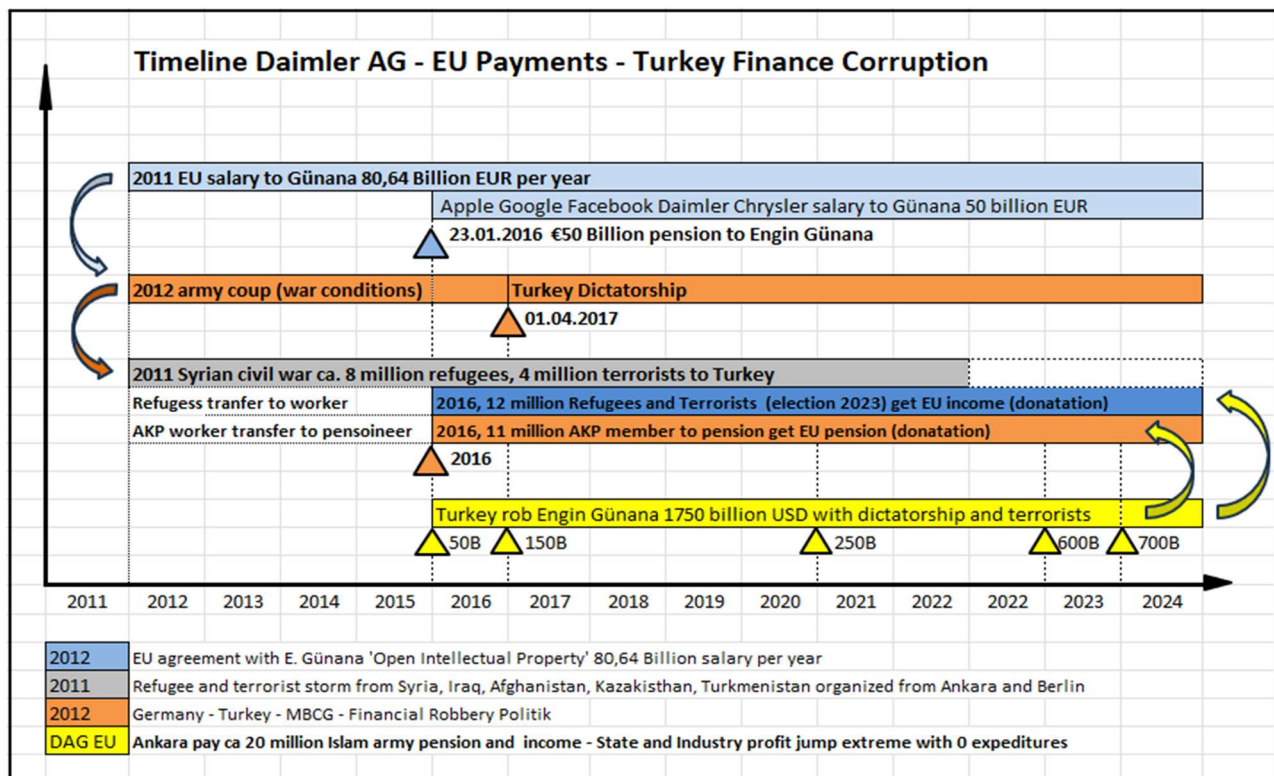 Timeline Daimler AG - EU Payments - Turkey Finance Corruption
2011 EU salary to Günana 80,64 Billion EUR per year
Apple Google Facebook Daimler Chrysler salary to Günana 50 billion EUR
23.01.2016 €50 Billion pension to Engin Günana
2012 army coup (war conditions)
Turkey Dictatorship
01.04.2017
2011 Syrian civil war ca. 8 million refugees, 4 million terrorists to Turkey
Refugess tranfer to worker
2016, 12 million Refugees and Terrorists (election 2023) get EU income (donatation)
AKP worker transfer to pensoineer
2016, 11 million AKP member to pension get EU pension (donatation)
2016
Turkey rob Engin Günana 1750 billion USD with dictatorship and terrorists
50B 150B 250B 600B 700B
2011 2012 2013 2014 2015 2016 2017 2018 2019 2020 2021 2022 2022 2023 2024
2012 EU agreement with E. Günana 'Open Intellectual Property' 80,64 Billion salary per year
2011 Refugee and terrorist storm from Syria, Iraq, Afghanistan, Kazakisthan, Turkmenistan organized from Ankara and Berlin
2012 Germany - Turkey - MBCG - Financial Robbery Politik
DAG EU Ankara pay ca 20 million Islam army pension and income - State and Industry profit jump extreme with 0 expeditures